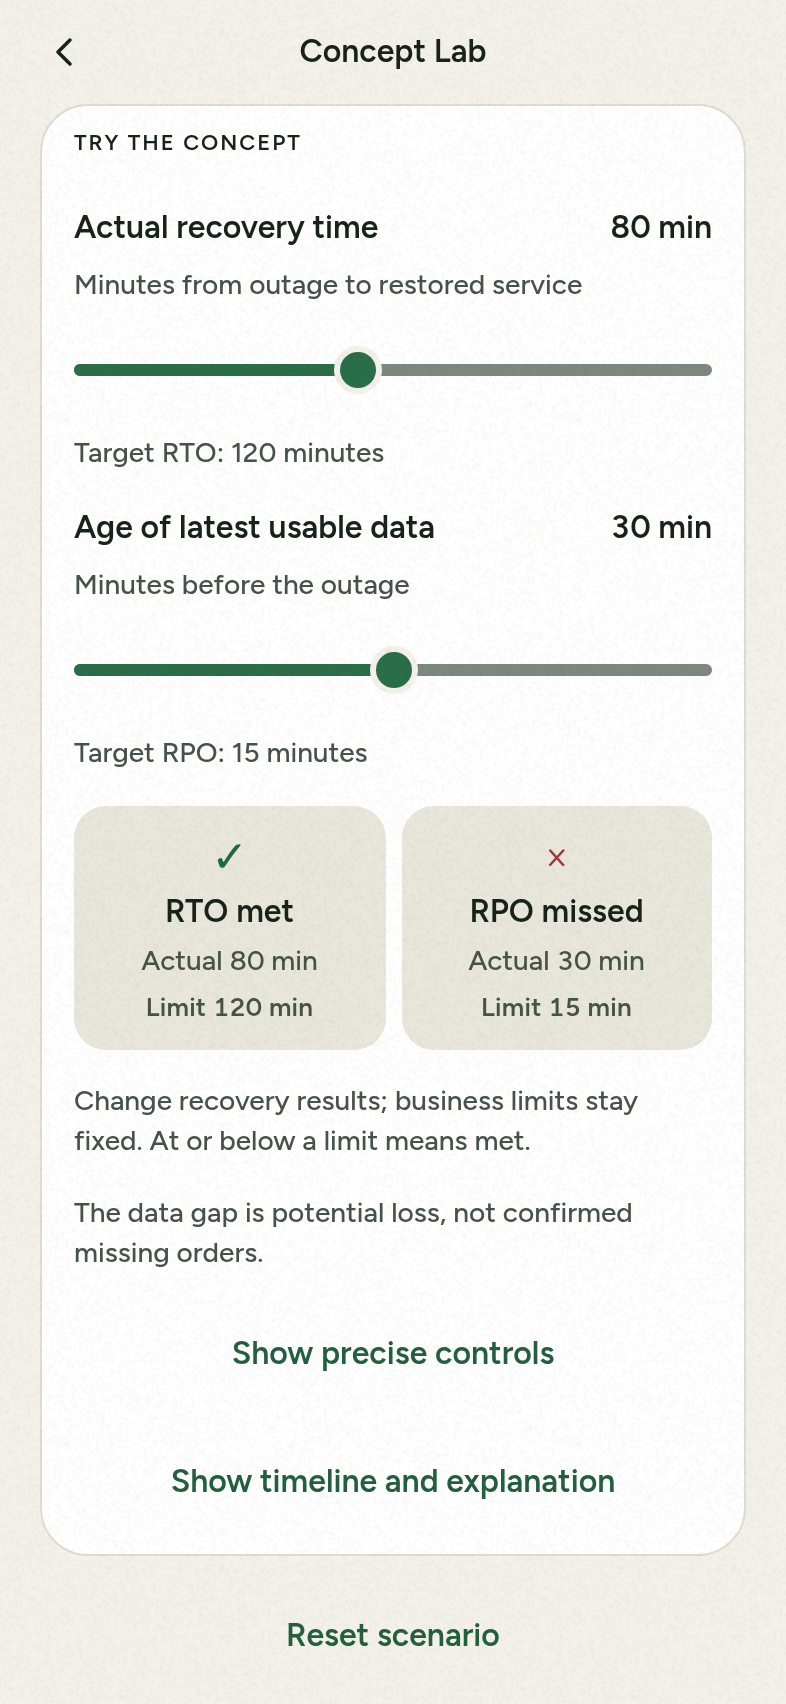 Concept Lab
TRY THE CONCEPT
Actual recovery time 80 min
Minutes from outage to restored service
Target RTO: 120 minutes
Age of latest usable data 30 min
Minutes before the outage
Target RPO: 15 minutes
✓ ×
RTO met RPO missed
Actual 80 min Actual 30 min
Limit 120 min Limit 15 min
Change recovery results; business limits stay
fixed. At or below a limit means met.
The data gap is potential loss, not confirmed
missing orders.
Show precise controls
Show timeline and explanation
Reset scenario